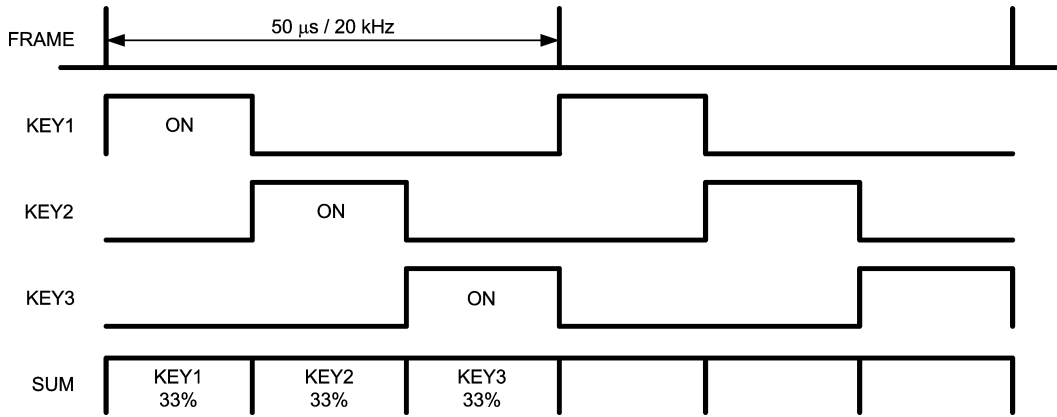 FRAME
50 μs / 20 kHz
KEY1
ON
KEY2
ON
KEY3
ON
SUM
KEY1
33%
KEY2
33%
KEY3
33%